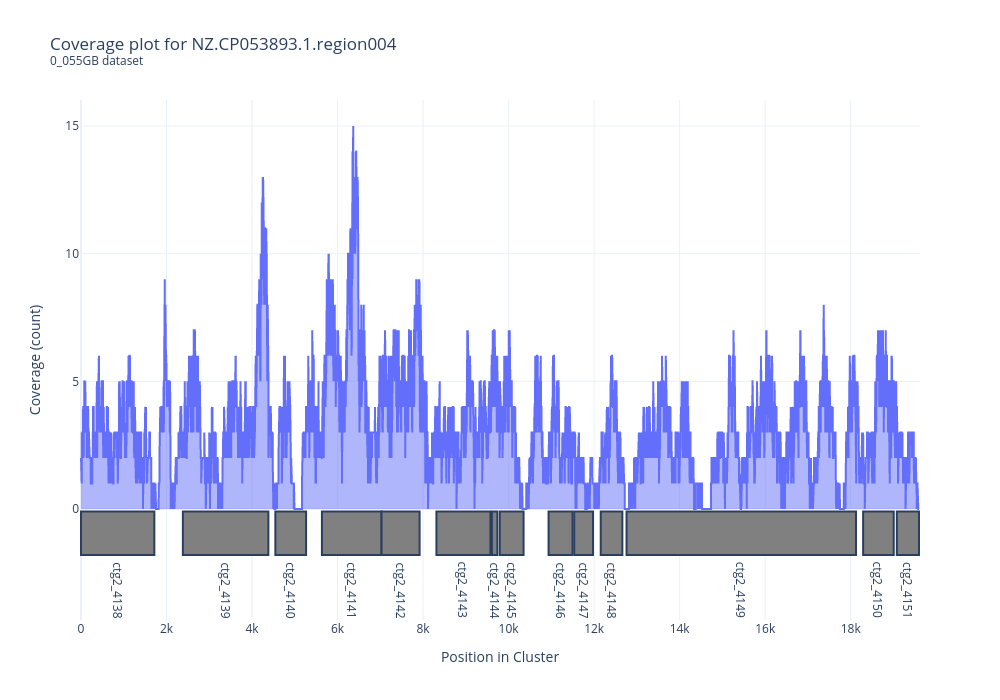 Coverage plot for NZ.CP053893.1.region004
0_055GB dataset
15
10
5
0
Coverage (count)
ctg2_4138
ctg2_4139
ctg2_4140
ctg2_4141
ctg2_4142
ctg2_4143
ctg2_4144
ctg2_4145
ctg2_4146
ctg2_4147
ctg2_4148
ctg2_4149
ctg2_4150
ctg2_4151
0 2k 4k 6k 8k 10k 12k 14k 16k 18k
Position in Cluster